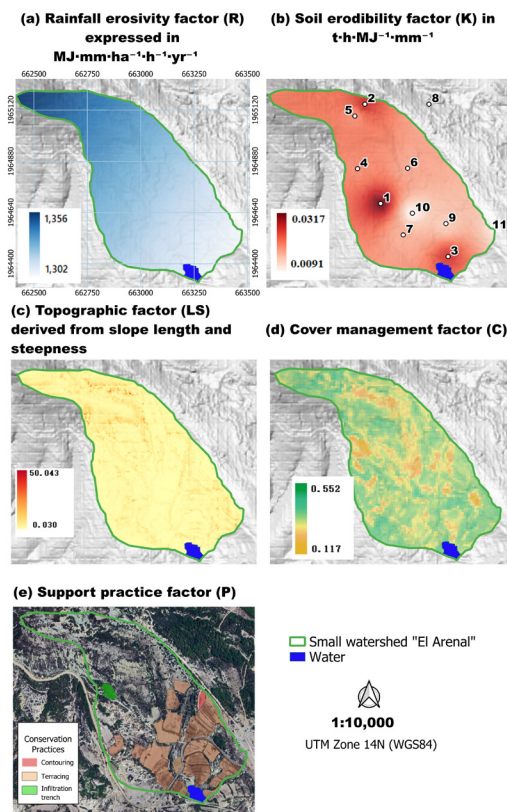 (a) Rainfall erosivity factor (R)
expressed in
MJ·mm·ha⁻¹·h⁻¹·yr⁻¹
662500 662750 663000 663250 663500
1965120
1964880
1964640
1964400
1,356
1,302
662500 662750 663000 663250 663500
(b) Soil erodibility factor (K) in
t·h·MJ⁻¹·mm⁻¹
2
8
5
4
6
1
10
9
7
11
3
0.0317
0.0091
(c) Topographic factor (LS)
derived from slope length and
steepness
50.043
0.030
(d) Cover management factor (C)
0.552
0.117
(e) Support practice factor (P)
Conservation
Practices
Contouring
Terracing
Infiltration
trench
Small watershed "El Arenal"
Water
1:10,000
UTM Zone 14N (WGS84)